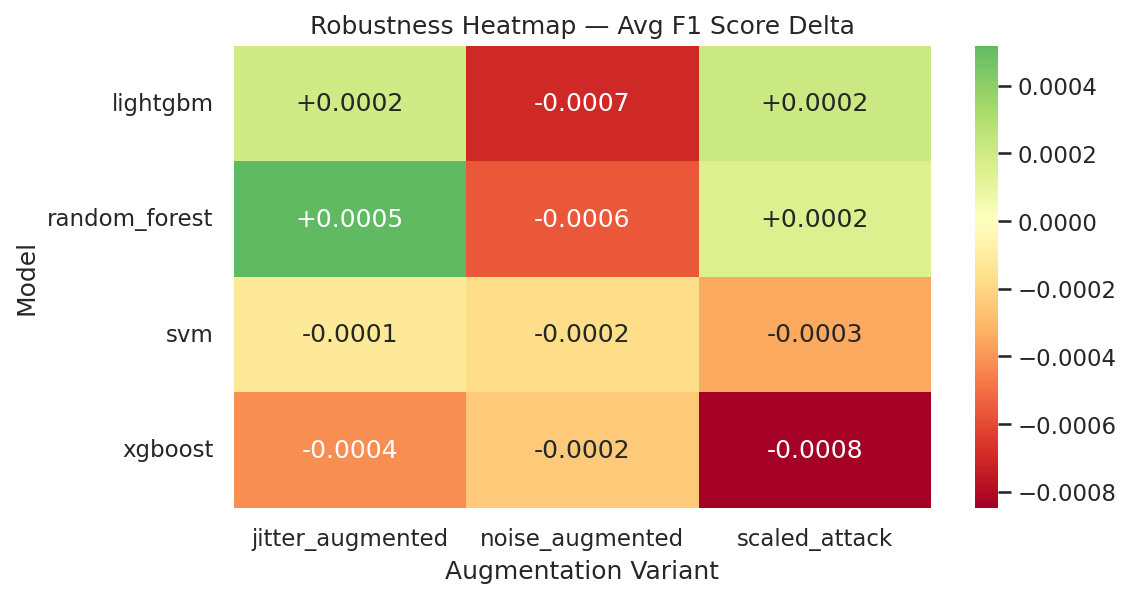 Robustness Heatmap — Avg F1 Score Delta
Model
lightgbm
+0.0002 -0.0007 +0.0002
random_forest
+0.0005 -0.0006 +0.0002
svm
-0.0001 -0.0002 -0.0003
xgboost
-0.0004 -0.0002 -0.0008
jitter_augmented noise_augmented scaled_attack
Augmentation Variant
0.0004
0.0002
0.0000
−0.0002
−0.0004
−0.0006
−0.0008